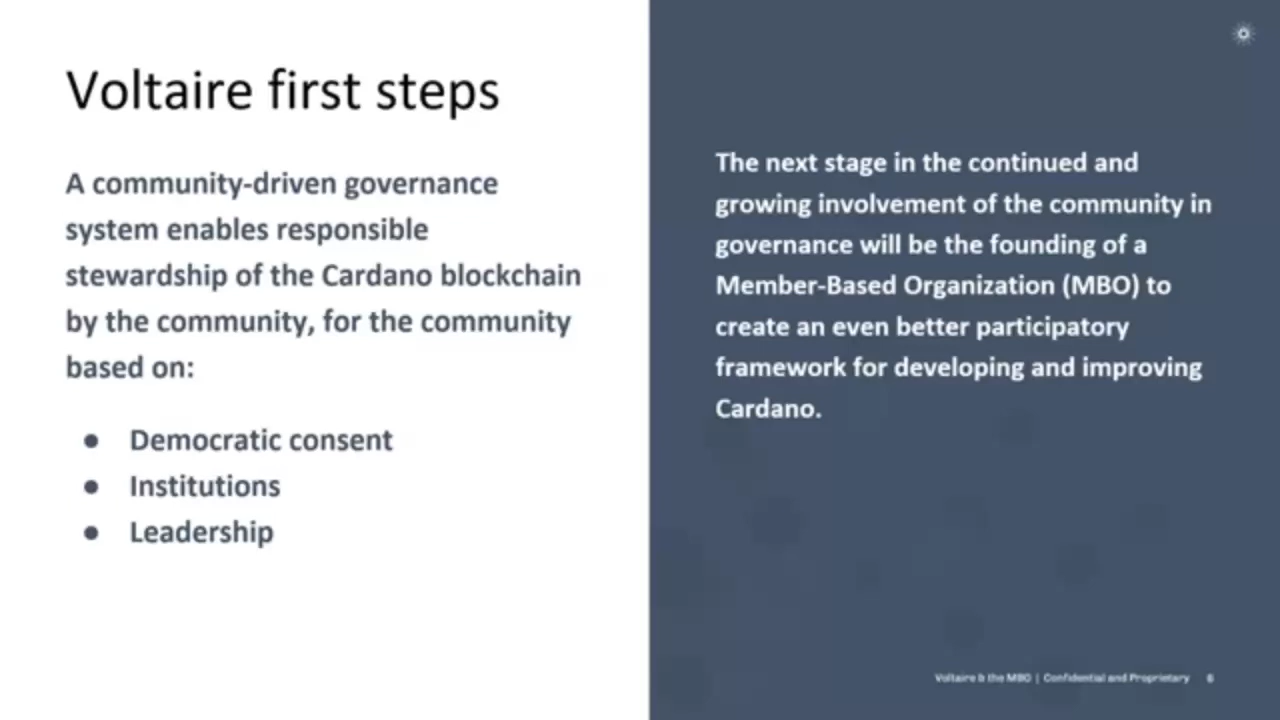 Voltaire first steps
A community-driven governance
system enables responsible
stewardship of the Cardano blockchain
by the community, for the community
based on:
● Democratic consent
● Institutions
● Leadership
The next stage in the continued and
growing involvement of the community in
governance will be the founding of a
Member-Based Organization (MBO) to
create an even better participatory
framework for developing and improving
Cardano.
Voltaire & the MBO | Confidential and Proprietary 6